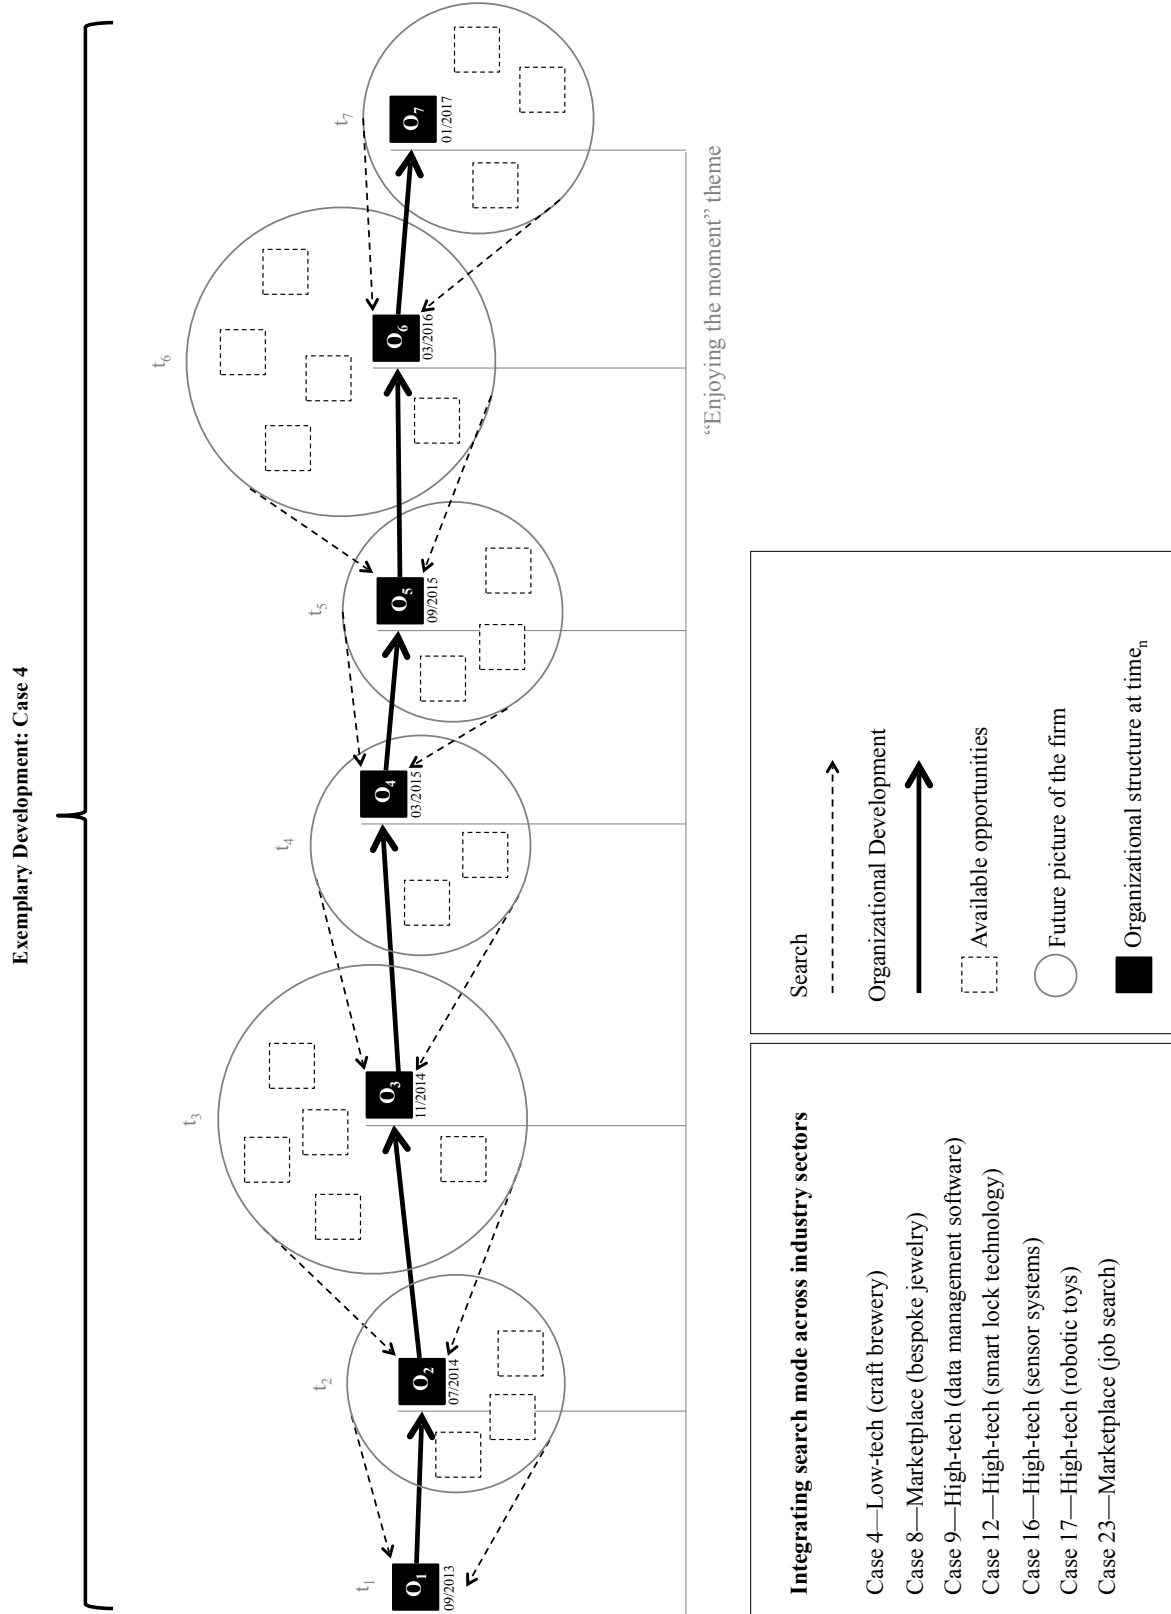 Exemplary Development: Case 4
t1
t2
t3
t4
t5
t6
t7
O1
09/2013
O2
07/2014
O3
11/2014
O4
03/2015
O5
09/2015
O6
03/2016
O7
01/2017
“Enjoying the moment” theme
Integrating search mode across industry sectors
Case 4—Low-tech (craft brewery)
Case 8—Marketplace (bespoke jewelry)
Case 9—High-tech (data management software)
Case 12—High-tech (smart lock technology)
Case 16—High-tech (sensor systems)
Case 17—High-tech (robotic toys)
Case 23—Marketplace (job search)
Search
Organizational Development
Available opportunities
Future picture of the firm
Organizational structure at timen